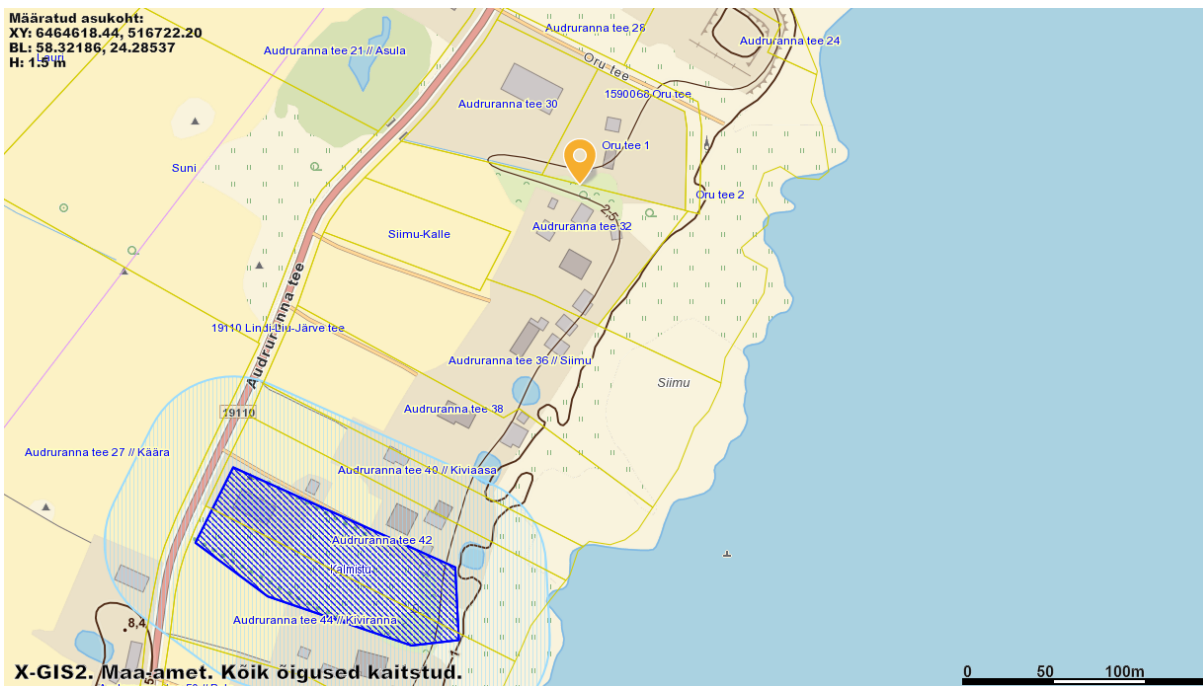 Määratud asukoht:
XY: 6464618.44, 516722.20
BL: 58.32186, 24.28537
H: 1.5 m
Lauri
Audruranna tee 28
Audruranna tee 24
Audruranna tee 21 // Asula
Oru tee
Audruranna tee 30
1590068 Oru tee
Oru tee 1
Suni
Oru tee 2
2,5
Audruranna tee 32
Siimu-Kalle
Audruranna tee
19110 Lindi-Liu-Järve tee
Audruranna tee 36 // Siimu
Siimu
19110
Audruranna tee 38
Audruranna tee 27 // Käära
Audruranna tee 40 // Kiviaasa
Audruranna tee 42
Kalmistu
Audruranna tee 44 // Kiviranna
8,4
1
5
X-GIS2. Maa-amet. Kõik õigused kaitstud.
0 50 100m